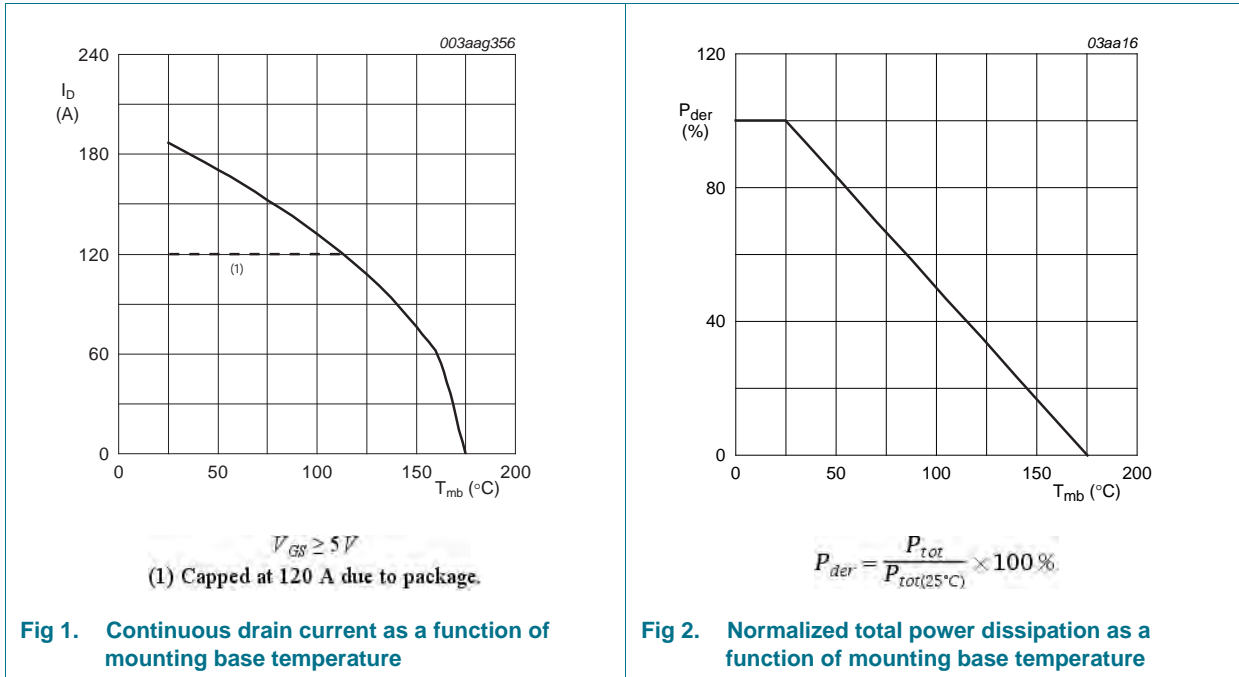 003aag356
240
I_D
(A)
180
120
(1)
60
0
0 50 100 150 200
T_mb (°C)
V_GS ≥ 5 V
(1) Capped at 120 A due to package.
Fig 1. Continuous drain current as a function of
mounting base temperature
03aa16
120
P_der
(%)
80
40
0
0 50 100 150 200
T_mb (°C)
P_der = P_tot / P_tot(25°C) × 100 %
Fig 2. Normalized total power dissipation as a
function of mounting base temperature